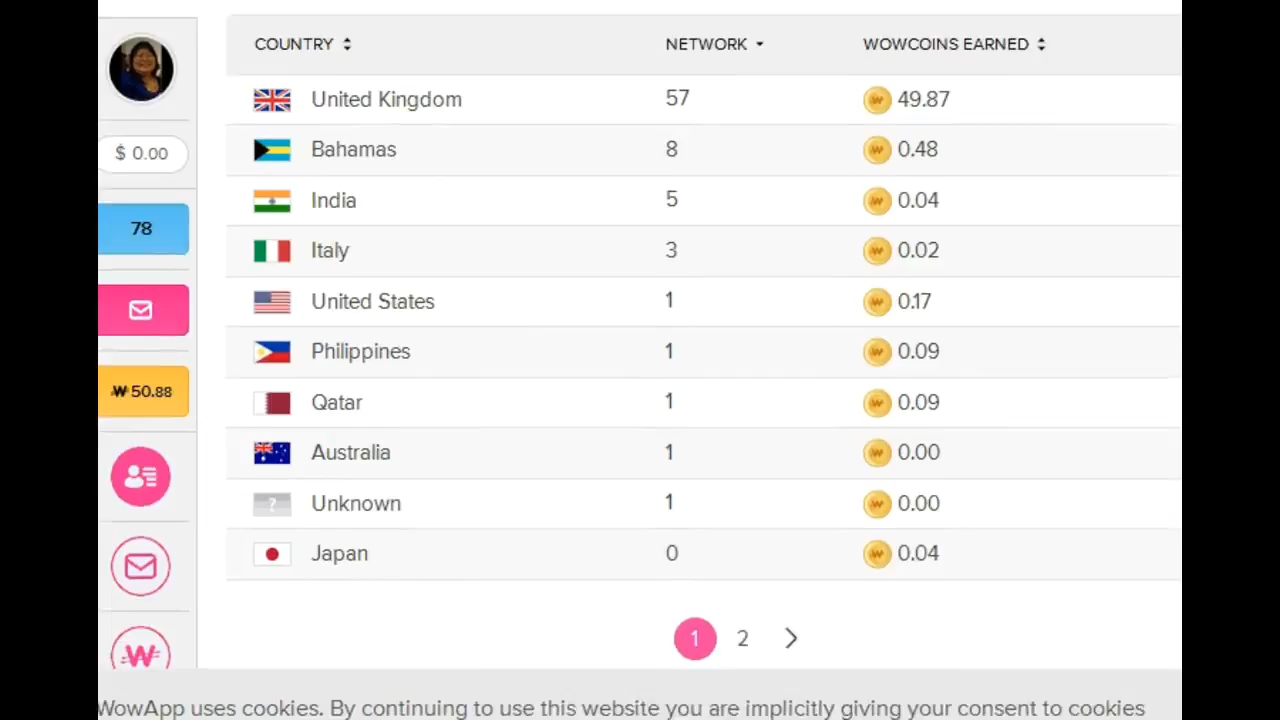 COUNTRY NETWORK WOWCOINS EARNED
United Kingdom 57 49.87
Bahamas 8 0.48
India 5 0.04
Italy 3 0.02
United States 1 0.17
Philippines 1 0.09
Qatar 1 0.09
Australia 1 0.00
? Unknown 1 0.00
Japan 0 0.04
1 2
$ 0.00
78
₩ 50.88
WowApp uses cookies. By continuing to use this website you are implicitly giving your consent to cookies